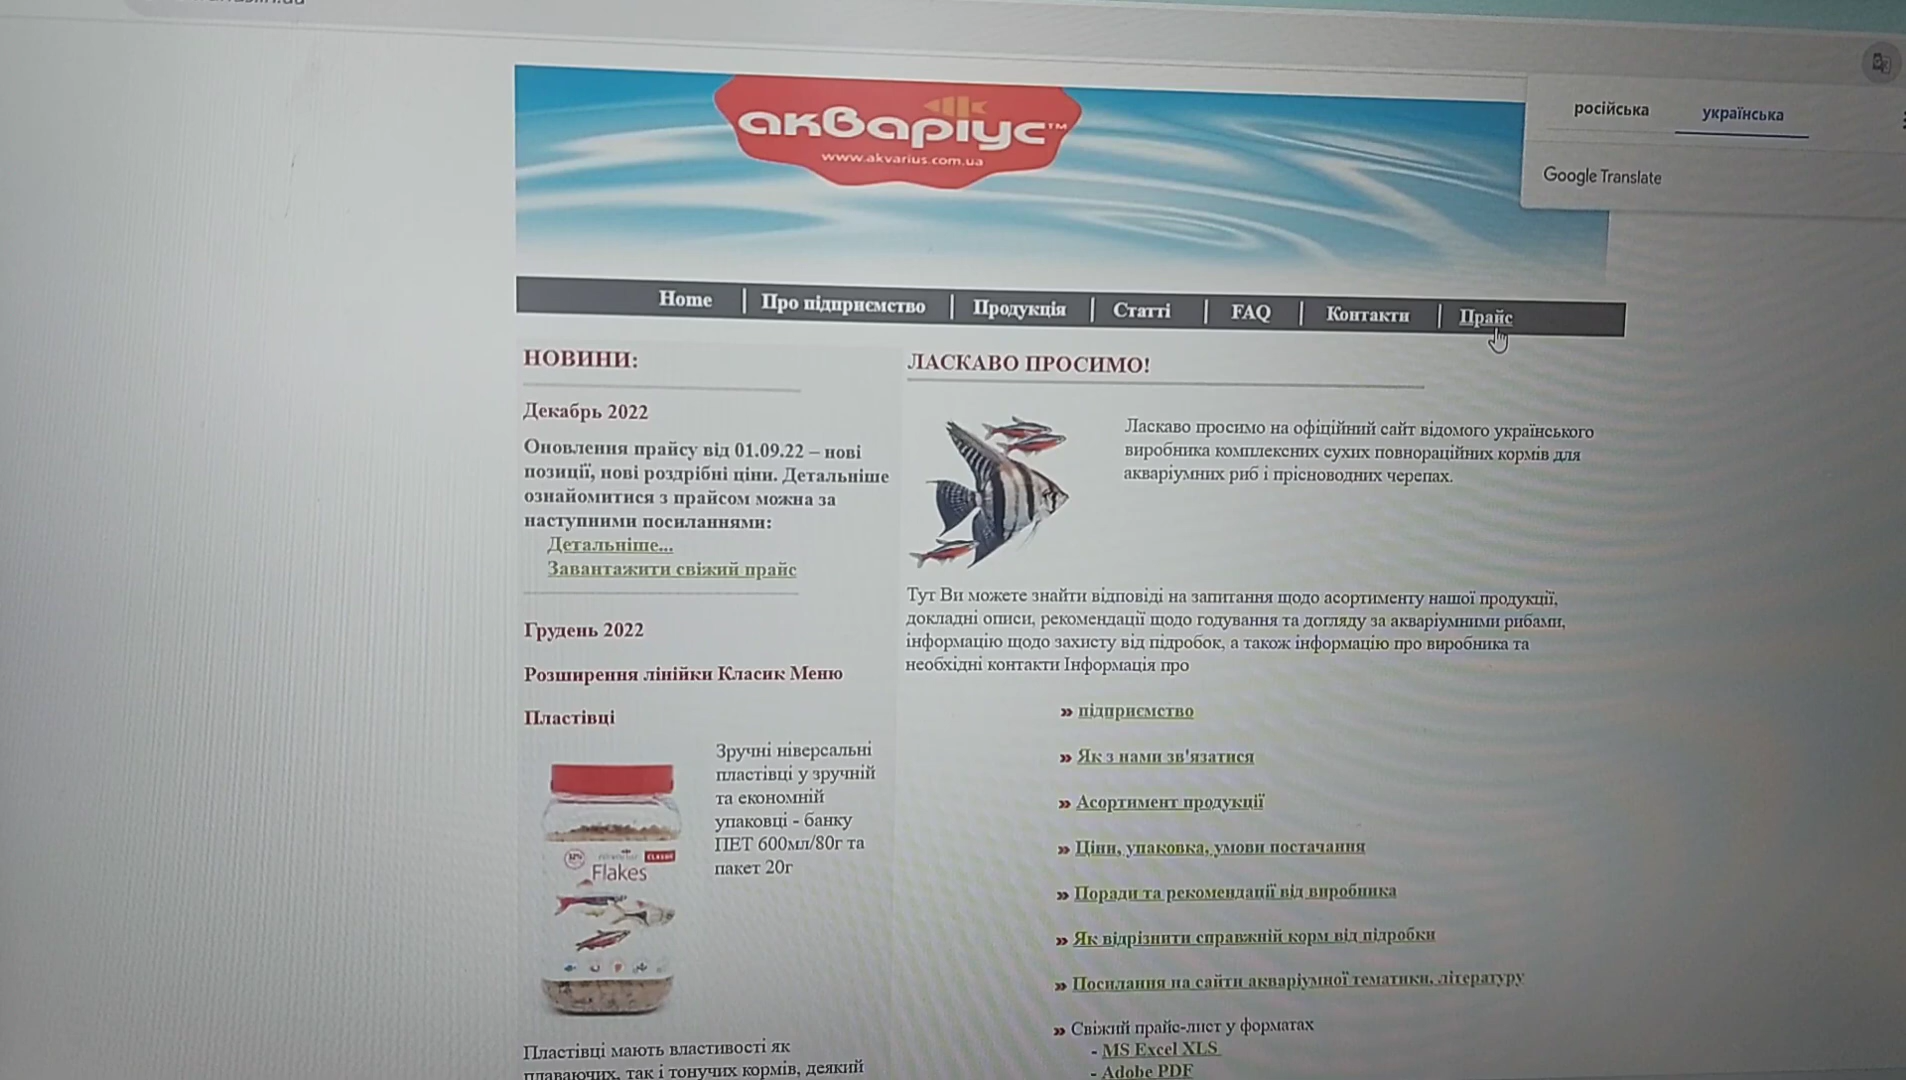 акваріус™
www.akvarius.com.ua
російська українська
Google Translate
Home | Про підприємство | Продукція | Статті | FAQ | Контакти | Прайс
НОВИНИ:
Декабрь 2022
Оновлення прайсу від 01.09.22 – нові
позиції, нові роздрібні ціни. Детальніше
ознайомитися з прайсом можна за
наступними посиланнями:
Детальніше...
Завантажити свіжий прайс
Грудень 2022
Розширення лінійки Класик Меню
Пластівці
Зручні ніверсальні
пластівці у зручній
та економній
упаковці - банку
ПЕТ 600мл/80г та
пакет 20г
CLASSIC
Flakes
Пластівці мають властивості як
плаваючих, так і тонучих кормів, деякий
ЛАСКАВО ПРОСИМО!
Ласкаво просимо на офіційний сайт відомого українського
виробника комплексних сухих повнораційних кормів для
акваріумних риб і прісноводних черепах.
Тут Ви можете знайти відповіді на запитання щодо асортименту нашої продукції,
докладні описи, рекомендації щодо годування та догляду за акваріумними рибами,
інформацію щодо захисту від підробок, а також інформацію про виробника та
необхідні контакти Інформація про
» підприємство
» Як з нами зв'язатися
» Асортимент продукції
» Ціни, упаковка, умови постачання
» Поради та рекомендації від виробника
» Як відрізнити справжній корм від підробки
» Посилання на сайти акваріумної тематики, літературу
» Свіжий прайс-лист у форматах
- MS Excel XLS
- Adobe PDF